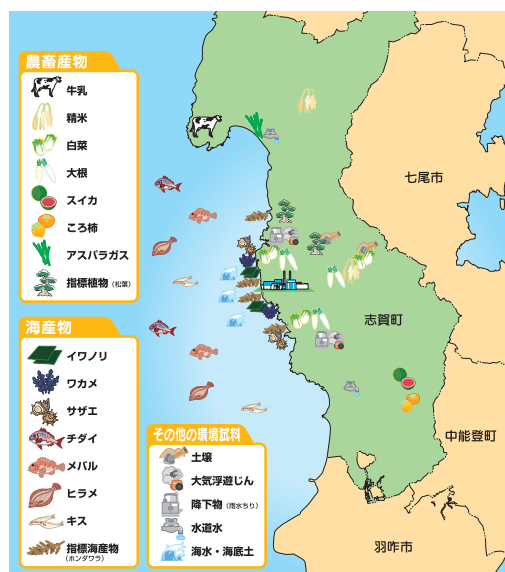 農畜産物
牛乳
精米
白菜
大根
スイカ
ころ柿
アスパラガス
指標植物(松葉)
海産物
イワノリ
ワカメ
サザエ
チダイ
メバル
ヒラメ
キス
指標海産物
(ホンダワラ)
その他の環境試料
土壌
大気浮遊じん
降下物(雨水ちり)
水道水
海水・海底土
七尾市
志賀町
中能登町
羽咋市